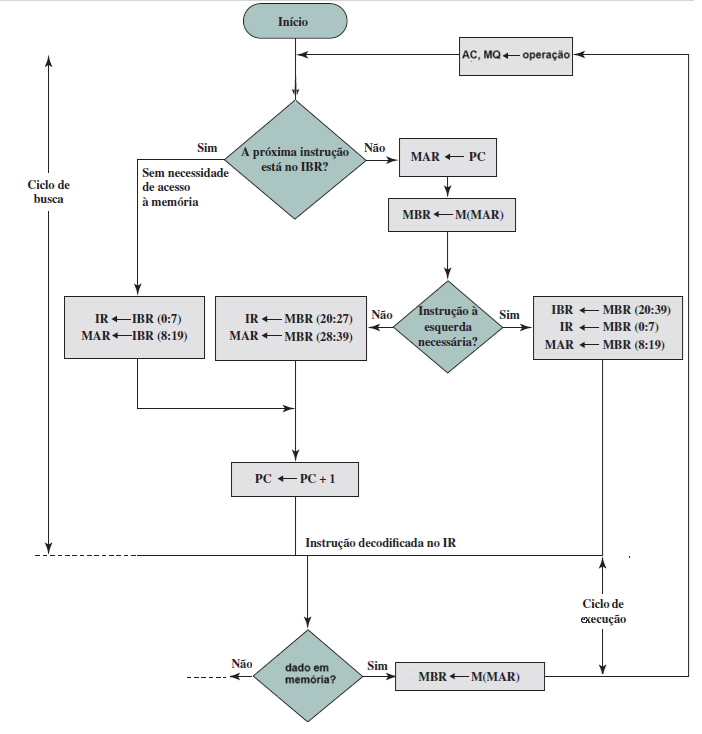 Início
AC, MQ ← operação
A próxima instrução
está no IBR?
Sim
Não
Sem necessidade
de acesso
à memória
MAR ← PC
MBR ← M(MAR)
Ciclo de
busca
IR ← IBR (0:7)
MAR ← IBR (8:19)
IR ← MBR (20:27)
MAR ← MBR (28:39)
Não
Instrução à
esquerda
necessária?
Sim
IBR ← MBR (20:39)
IR ← MBR (0:7)
MAR ← MBR (8:19)
PC ← PC + 1
Instrução decodificada no IR
Ciclo de
execução
Não
dado em
memória?
Sim
MBR ← M(MAR)